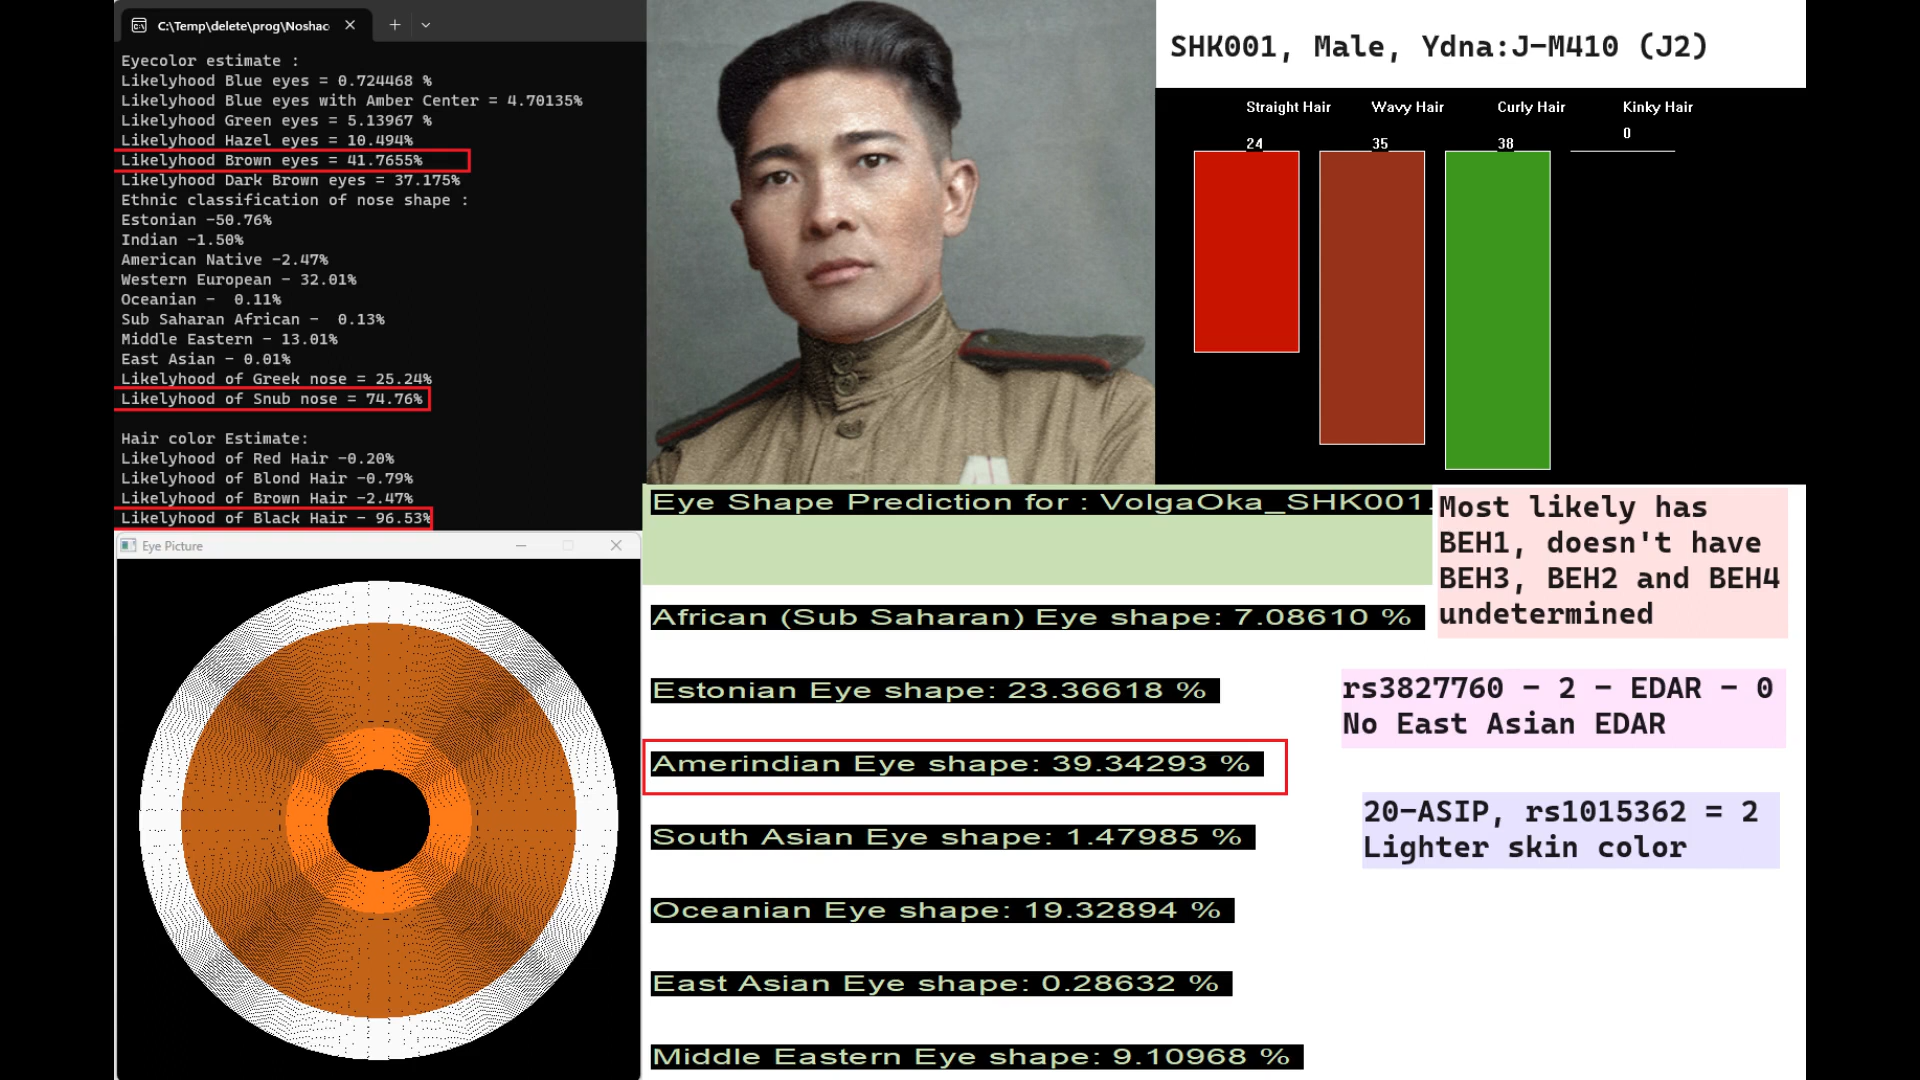 C:\Temp\delete\prog\Noshac
Eyecolor estimate :
Likelyhood Blue eyes = 0.724468 %
Likelyhood Blue eyes with Amber Center = 4.70135%
Likelyhood Green eyes = 5.13967 %
Likelyhood Hazel eyes = 10.494%
Likelyhood Brown eyes = 41.7655%
Likelyhood Dark Brown eyes = 37.175%
Ethnic classification of nose shape :
Estonian -50.76%
Indian -1.50%
American Native -2.47%
Western European - 32.01%
Oceanian -  0.11%
Sub Saharan African -  0.13%
Middle Eastern - 13.01%
East Asian - 0.01%
Likelyhood of Greek nose = 25.24%
Likelyhood of Snub nose = 74.76%
Hair color Estimate:
Likelyhood of Red Hair -0.20%
Likelyhood of Blond Hair -0.79%
Likelyhood of Brown Hair -2.47%
Likelyhood of Black Hair - 96.53%
Eye Picture
SHK001, Male, Ydna:J-M410 (J2)
Straight Hair Wavy Hair Curly Hair Kinky Hair
24 35 38 0
Eye Shape Prediction for : VolgaOka_SHK001.
African (Sub Saharan) Eye shape: 7.08610 %
Estonian Eye shape: 23.36618 %
Amerindian Eye shape: 39.34293 %
South Asian Eye shape: 1.47985 %
Oceanian Eye shape: 19.32894 %
East Asian Eye shape: 0.28632 %
Middle Eastern Eye shape: 9.10968 %
Most likely has
BEH1, doesn't have
BEH3, BEH2 and BEH4
undetermined
rs3827760 - 2 - EDAR - 0
No East Asian EDAR
20-ASIP, rs1015362 = 2
Lighter skin color